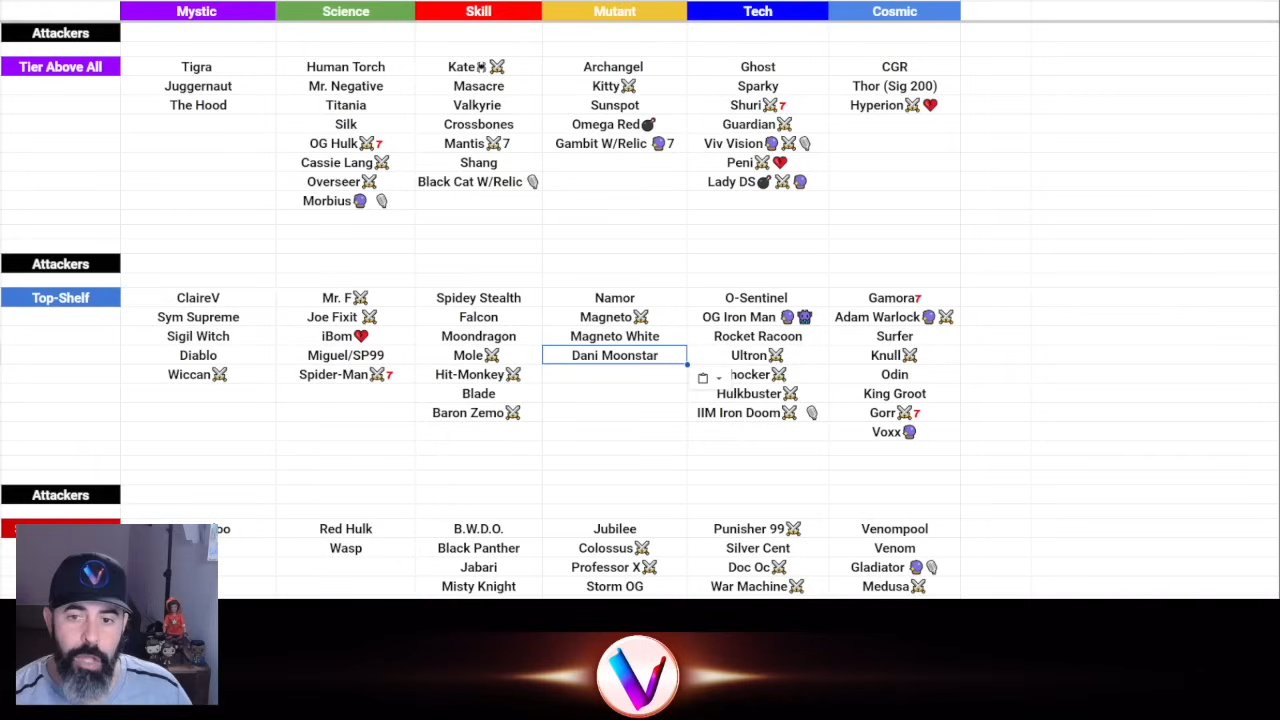 Mystic Science Skill Mutant Tech Cosmic
Attackers
Tier Above All Tigra Human Torch Kate Archangel Ghost CGR
Juggernaut Mr. Negative Masacre Kitty Sparky Thor (Sig 200)
The Hood Titania Valkyrie Sunspot Shuri 7 Hyperion
Silk Crossbones Omega Red Guardian
OG Hulk 7 Mantis 7 Gambit W/Relic 7 Viv Vision
Cassie Lang Shang Peni
Overseer Black Cat W/Relic Lady DS
Morbius
Attackers
Top-Shelf ClaireV Mr. F Spidey Stealth Namor O-Sentinel Gamora 7
Sym Supreme Joe Fixit Falcon Magneto OG Iron Man Adam Warlock
Sigil Witch iBom Moondragon Magneto White Rocket Racoon Surfer
Diablo Miguel/SP99 Mole Dani Moonstar Ultron Knull
Wiccan Spider-Man 7 Hit-Monkey hocker Odin
Blade Hulkbuster King Groot
Baron Zemo IIM Iron Doom Gorr 7
Voxx
Attackers
oo Red Hulk B.W.D.O. Jubilee Punisher 99 Venompool
Wasp Black Panther Colossus Silver Cent Venom
Jabari Professor X Doc Oc Gladiator
Misty Knight Storm OG War Machine Medusa